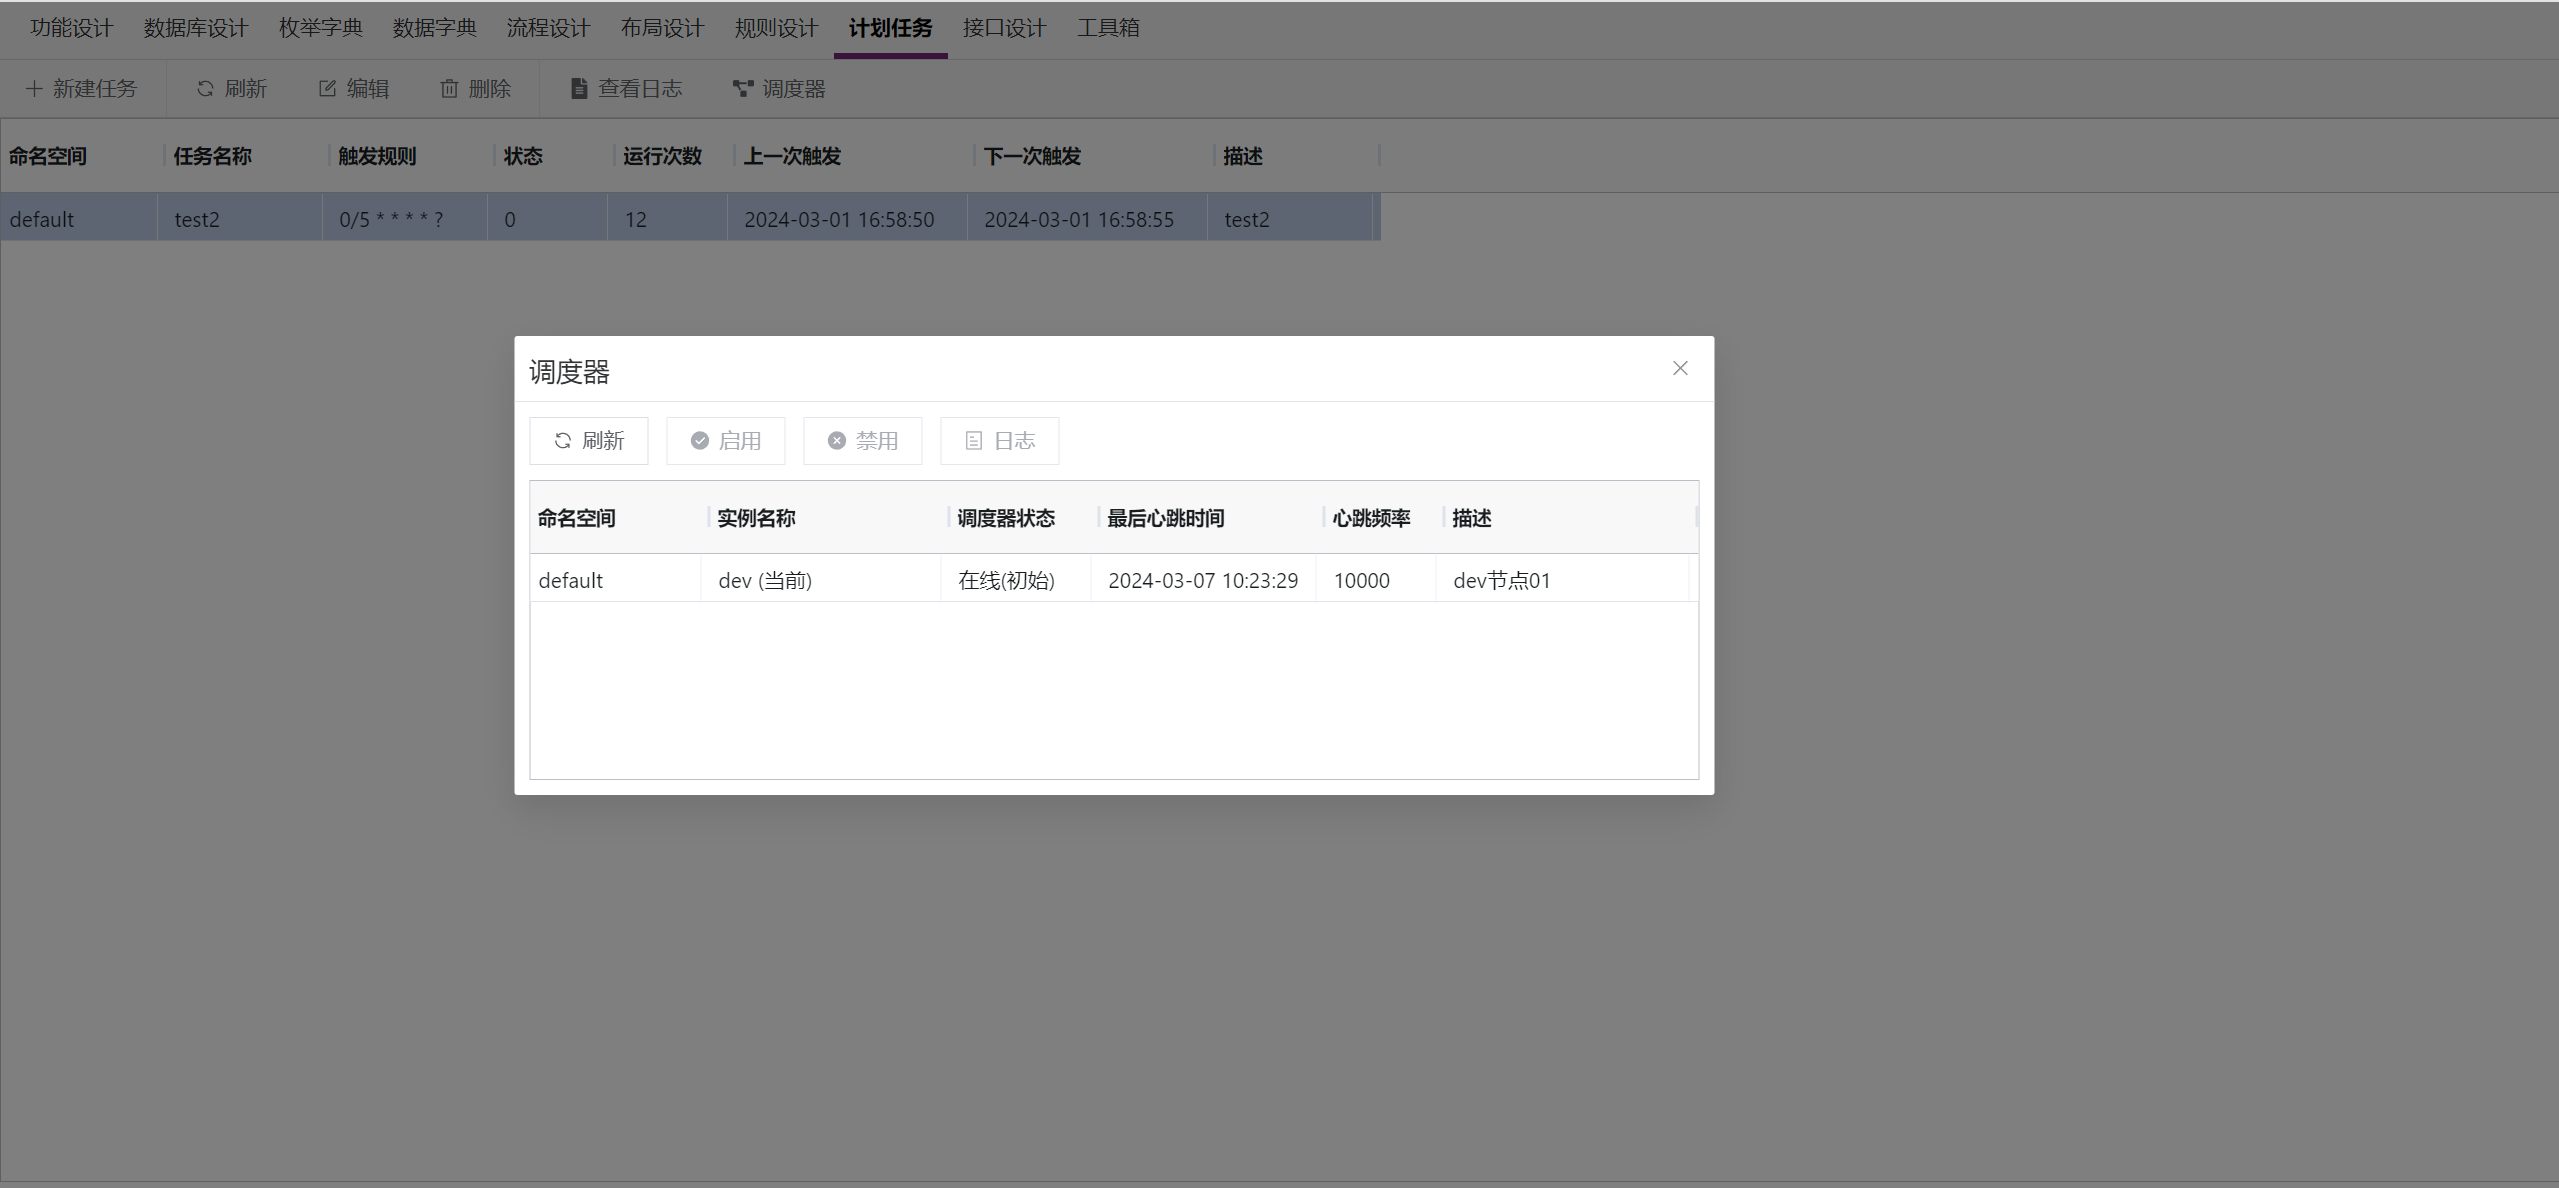 功能设计 数据库设计 枚举字典 数据字典 流程设计 布局设计 规则设计 计划任务 接口设计 工具箱
新建任务 刷新 编辑 删除 查看日志 调度器
命名空间 任务名称 触发规则 状态 运行次数 上一次触发 下一次触发 描述
default test2 0/5 * * * * ? 0 12 2024-03-01 16:58:50 2024-03-01 16:58:55 test2
调度器
刷新 启用 禁用 日志
命名空间 实例名称 调度器状态 最后心跳时间 心跳频率 描述
default dev (当前) 在线(初始) 2024-03-07 10:23:29 10000 dev节点01